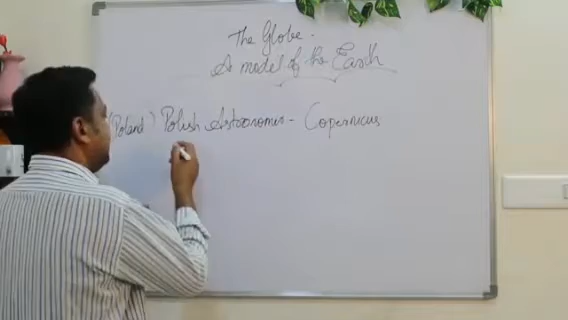 The Globe.
A model of the Earth
(Poland) Polish Astronomer - Copernicus